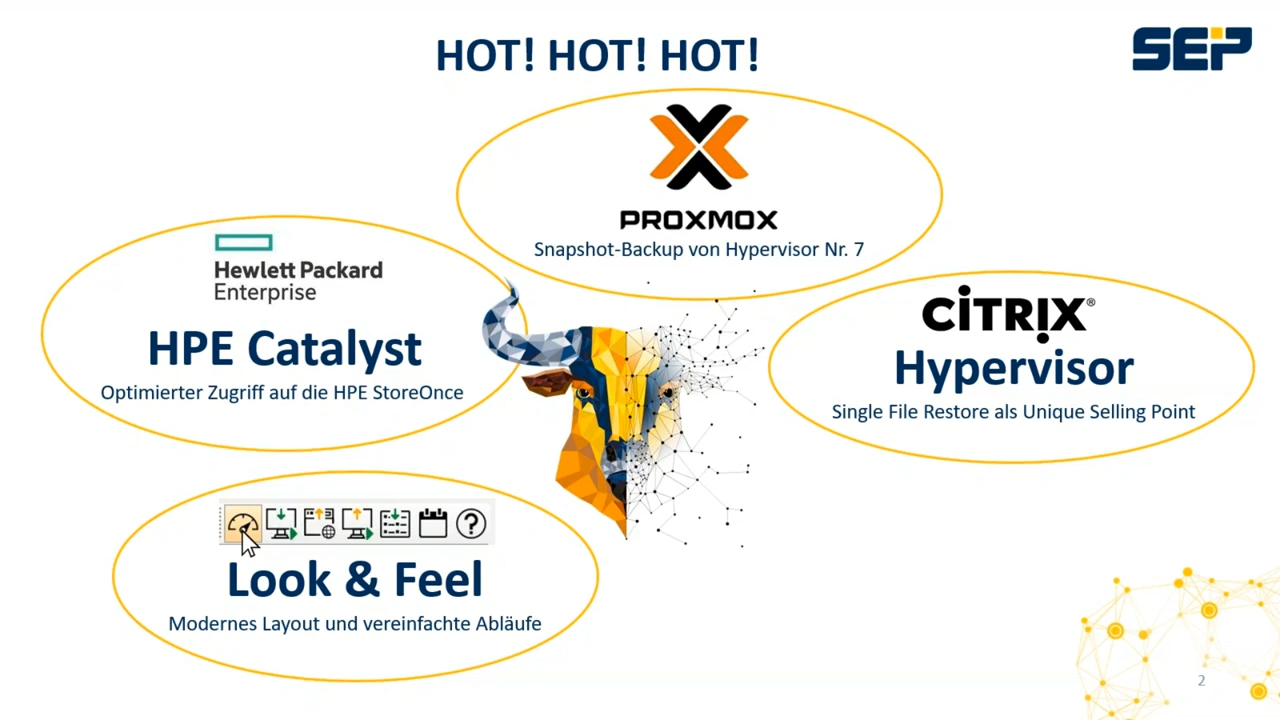 HOT! HOT! HOT!
SEP
PROXMOX
Snapshot-Backup von Hypervisor Nr. 7
Hewlett Packard
Enterprise
HPE Catalyst
Optimierter Zugriff auf die HPE StoreOnce
CiTRiX®
Hypervisor
Single File Restore als Unique Selling Point
?
Look & Feel
Modernes Layout und vereinfachte Abläufe
2